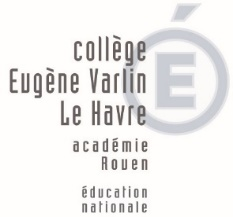 collège
Eugène Varlin
Le Havre
É
académie
Rouen
éducation
nationale